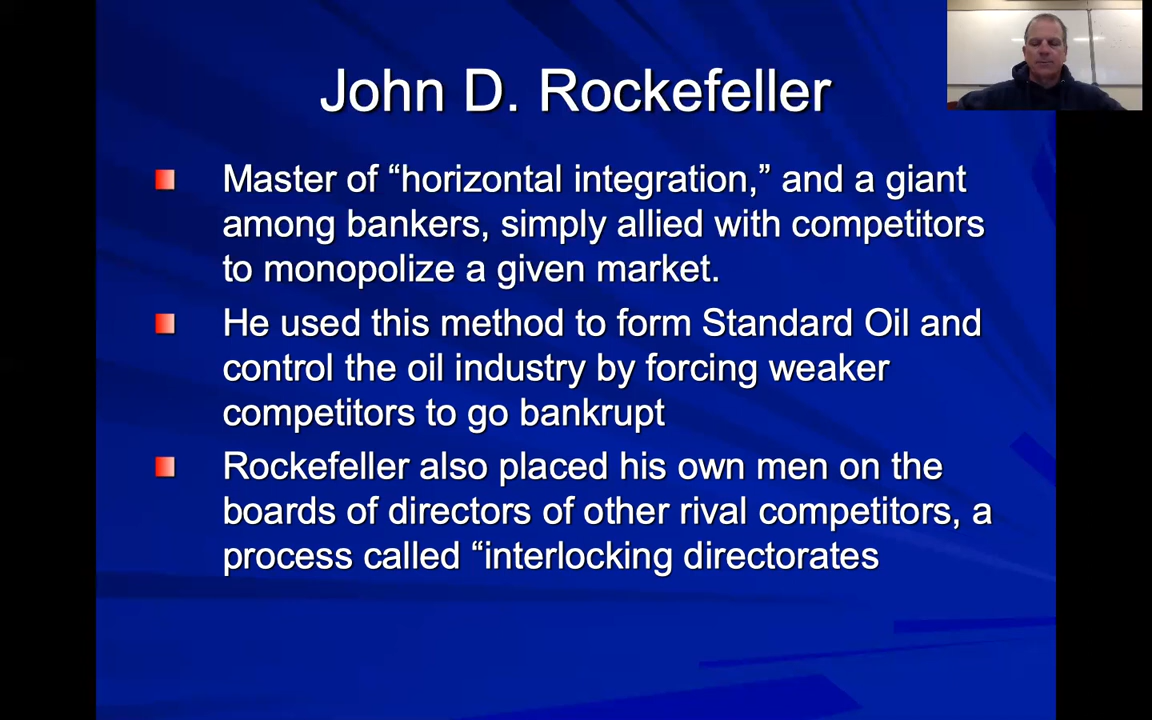 John D. Rockefeller
Master of “horizontal integration,” and a giant
among bankers, simply allied with competitors
to monopolize a given market.
He used this method to form Standard Oil and
control the oil industry by forcing weaker
competitors to go bankrupt
Rockefeller also placed his own men on the
boards of directors of other rival competitors, a
process called “interlocking directorates